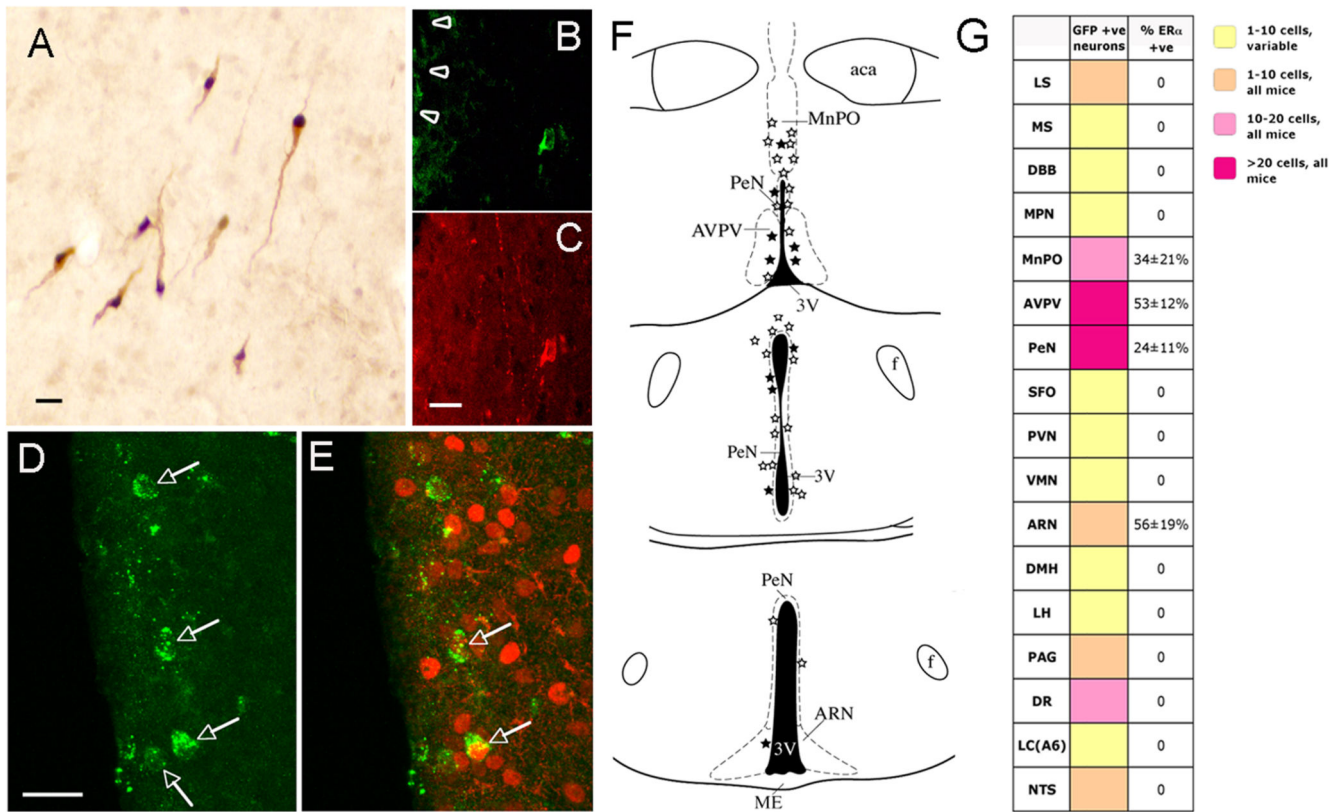 A
B
C
D
E
F
aca
MnPO
PeN
AVPV
3V
f
PeN
3V
PeN
f
ARN
3V
ME
G
GFP +ve neurons
% ERα +ve
LS 0
MS 0
DBB 0
MPN 0
MnPO 34±21%
AVPV 53±12%
PeN 24±11%
SFO 0
PVN 0
VMN 0
ARN 56±19%
DMH 0
LH 0
PAG 0
DR 0
LC(A6) 0
NTS 0
1-10 cells,
variable
1-10 cells,
all mice
10-20 cells,
all mice
>20 cells, all
mice